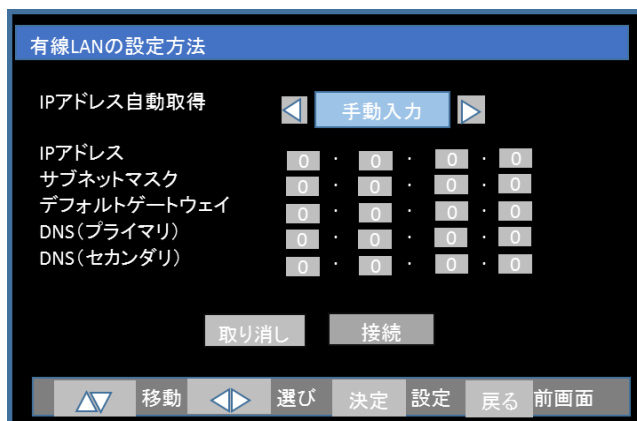 有線LANの設定方法
IPアドレス自動取得 手動入力
IPアドレス 0 . 0 . 0 . 0
サブネットマスク 0 . 0 . 0 . 0
デフォルトゲートウェイ 0 . 0 . 0 . 0
DNS(プライマリ) 0 . 0 . 0 . 0
DNS(セカンダリ) 0 . 0 . 0 . 0
取り消し 接続
移動 選び 決定 設定 戻る 前画面